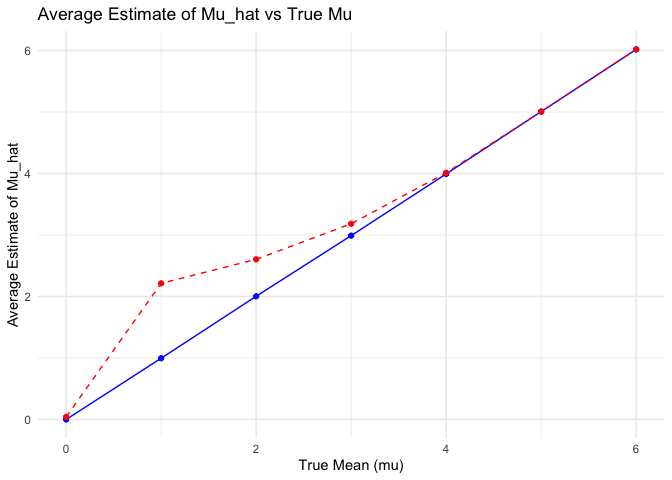 Average Estimate of Mu_hat vs True Mu
Average Estimate of Mu_hat
6
4
2
0
0 2 4 6
True Mean (mu)